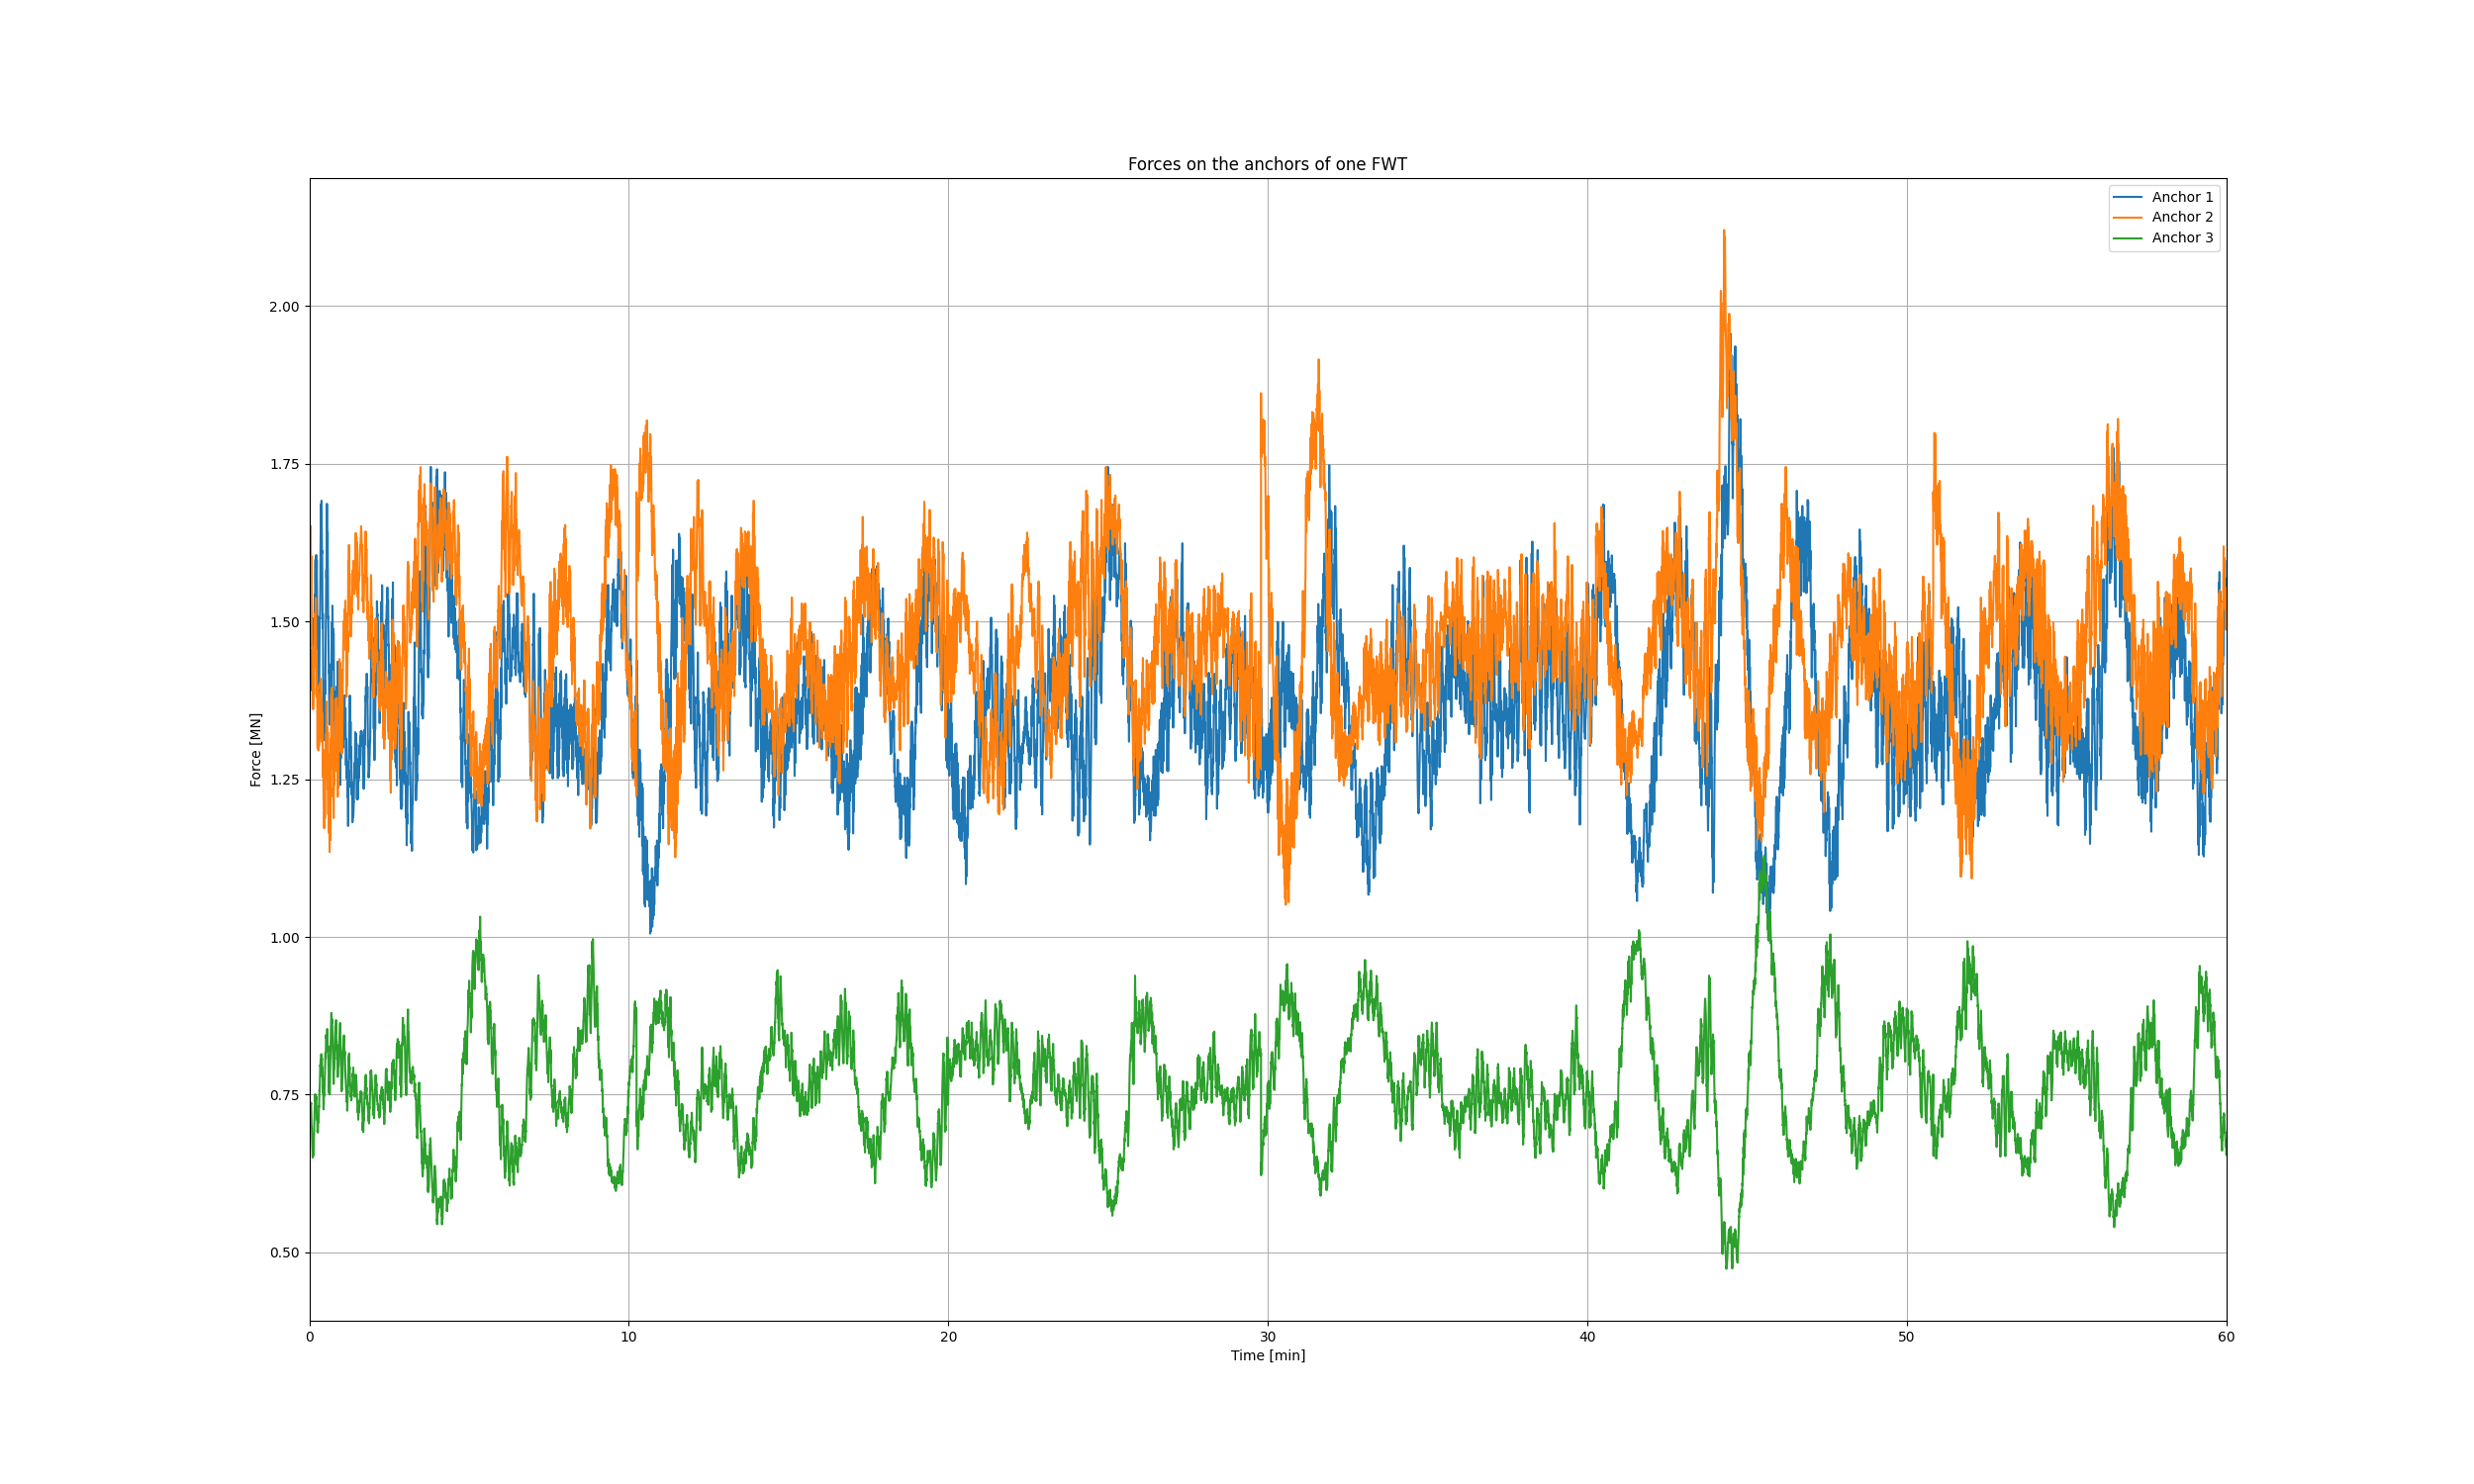 Forces on the anchors of one FWT
Anchor 1
Anchor 2
Anchor 3
Force [MN]
2.00
1.75
1.50
1.25
1.00
0.75
0.50
0 10 20 30 40 50 60
Time [min]